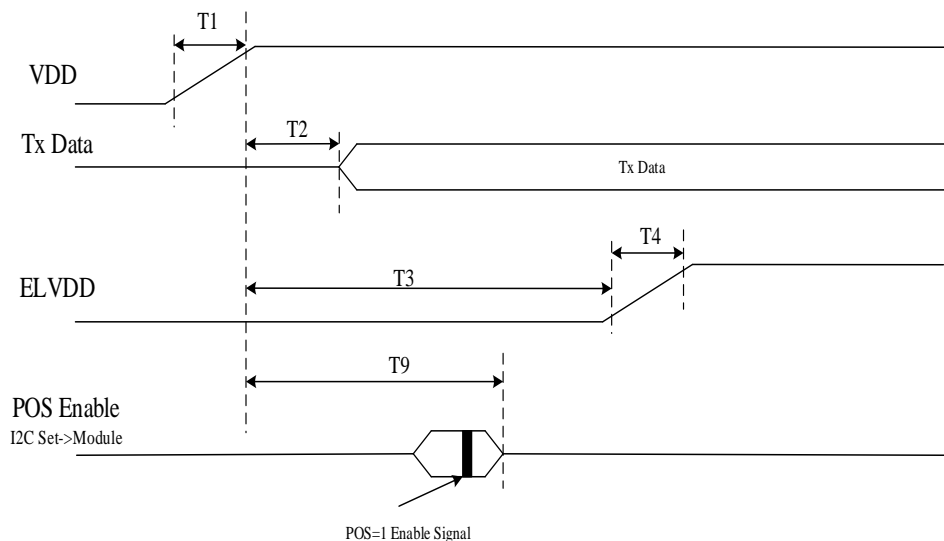 T1
VDD
T2
Tx Data
Tx Data
T4
T3
ELVDD
T9
POS Enable
I2C Set->Module
POS=1 Enable Signal